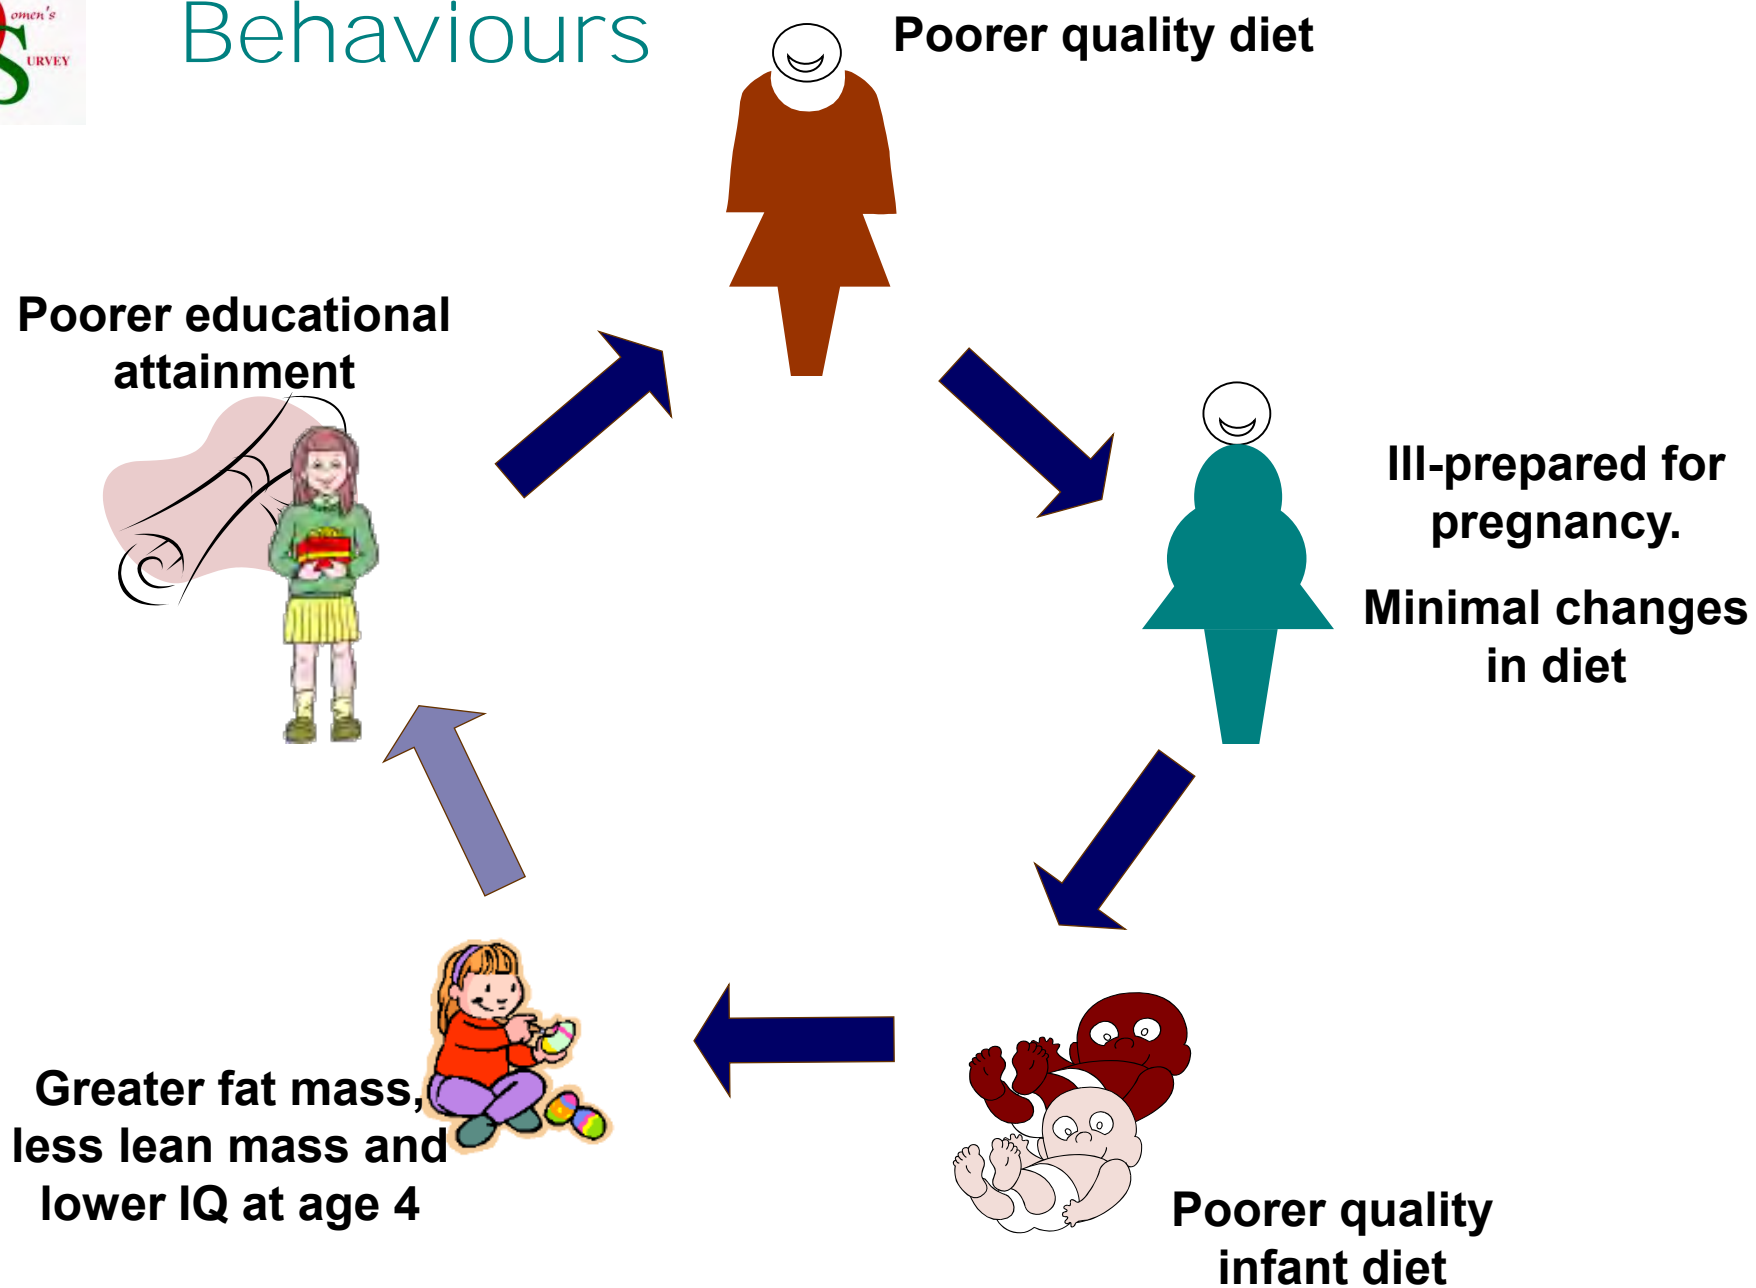 omen's
URVEY
Behaviours
Poorer quality diet
Poorer educational
attainment
Ill-prepared for
pregnancy.
Minimal changes
in diet
Greater fat mass,
less lean mass and
lower IQ at age 4
Poorer quality
infant diet